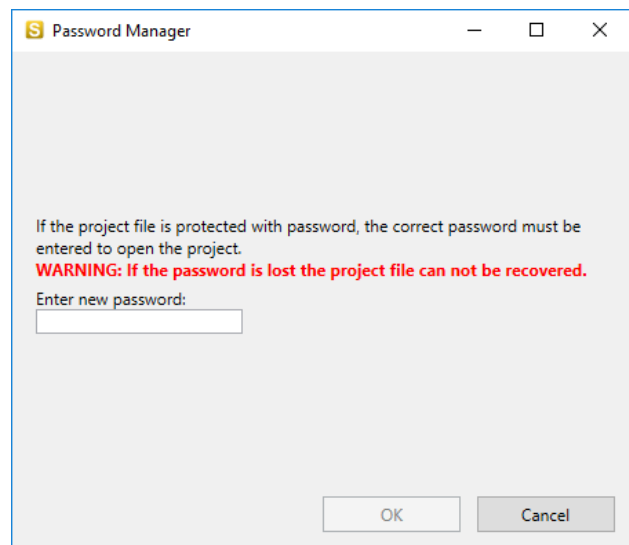 S Password Manager
If the project file is protected with password, the correct password must be
entered to open the project.
WARNING: If the password is lost the project file can not be recovered.
Enter new password:
OK Cancel